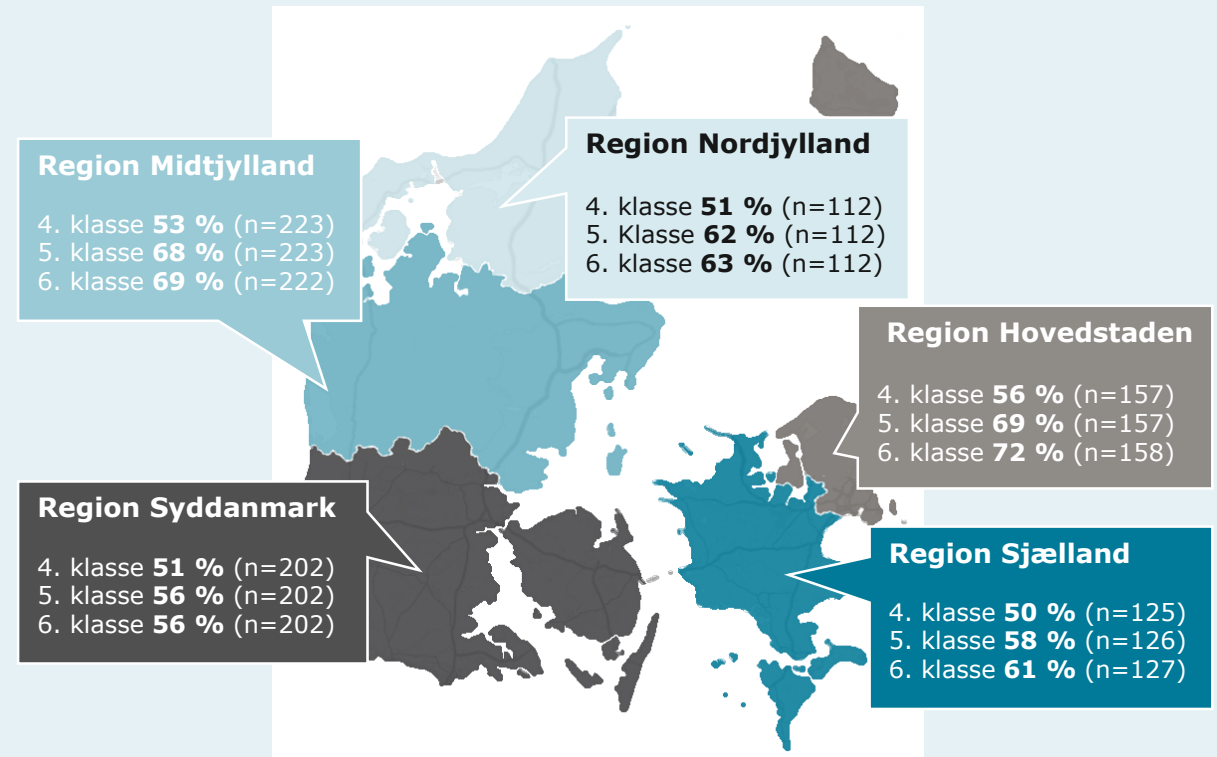 Region Midtjylland
4. klasse 53 % (n=223)
5. klasse 68 % (n=223)
6. klasse 69 % (n=222)
Region Nordjylland
4. klasse 51 % (n=112)
5. Klasse 62 % (n=112)
6. klasse 63 % (n=112)
Region Hovedstaden
4. klasse 56 % (n=157)
5. klasse 69 % (n=157)
6. klasse 72 % (n=158)
Region Syddanmark
4. klasse 51 % (n=202)
5. klasse 56 % (n=202)
6. klasse 56 % (n=202)
Region Sjælland
4. klasse 50 % (n=125)
5. klasse 58 % (n=126)
6. klasse 61 % (n=127)